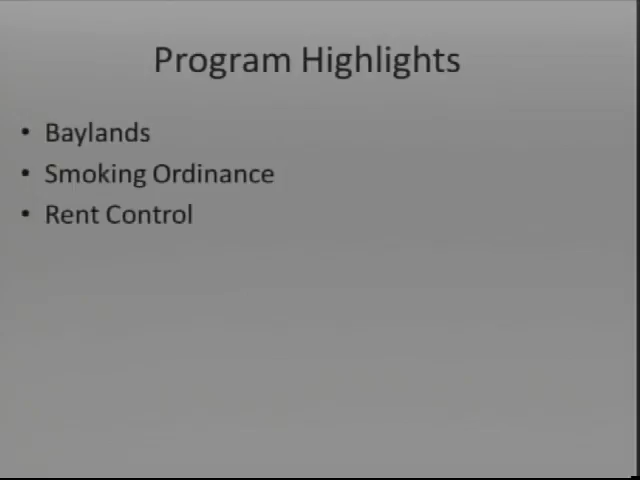 Program Highlights
• Baylands
• Smoking Ordinance
• Rent Control